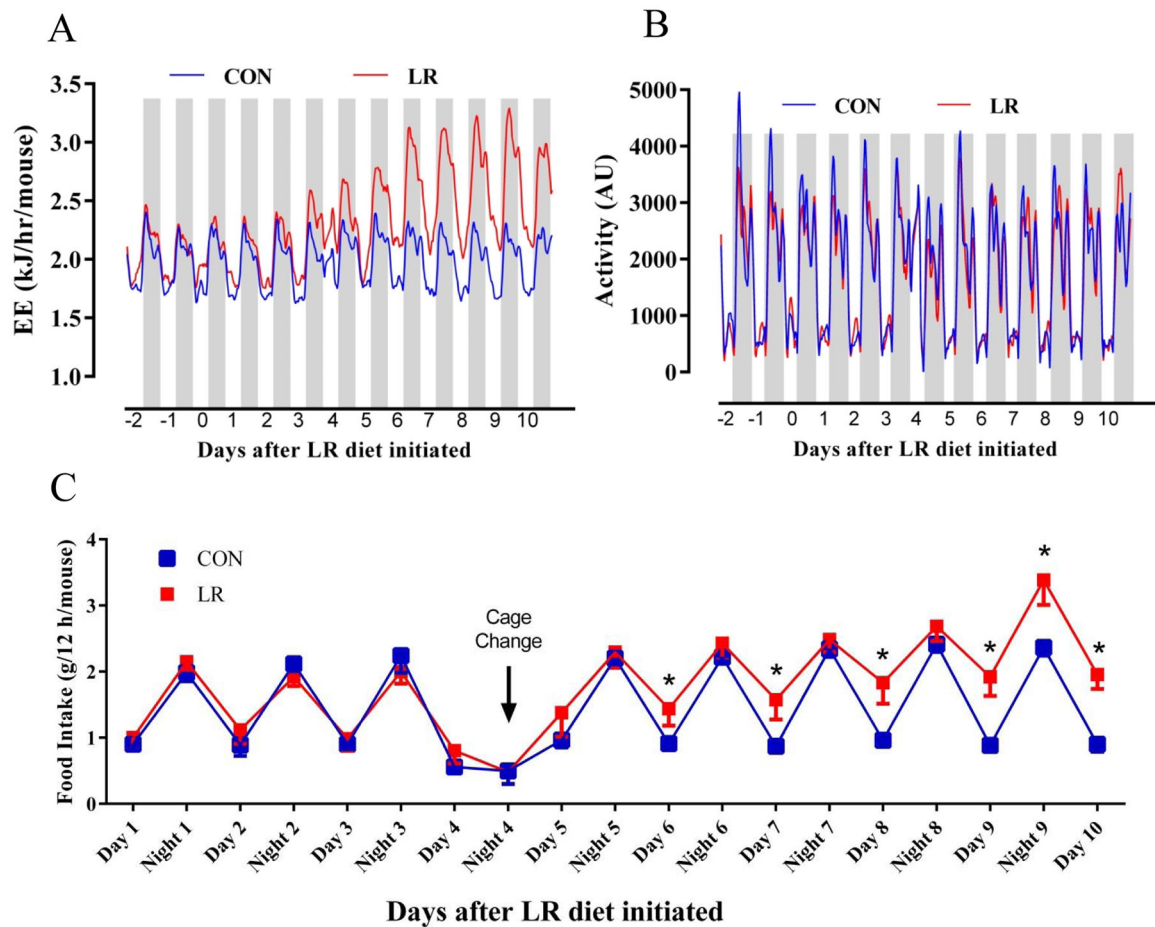 A
CON LR
EE (kJ/hr/mouse)
3.5
3.0
2.5
2.0
1.5
1.0
-2 -1 0 1 2 3 4 5 6 7 8 9 10
Days after LR diet initiated
B
CON LR
Activity (AU)
5000
4000
3000
2000
1000
0
-2 -1 0 1 2 3 4 5 6 7 8 9 10
Days after LR diet initiated
C
Food Intake (g/12 h/mouse)
4
3
2
1
0
CON
LR
Cage
Change
* * * * * *
Day 1 Night 1 Day 2 Night 2 Day 3 Night 3 Day 4 Night 4 Day 5 Night 5 Day 6 Night 6 Day 7 Night 7 Day 8 Night 8 Day 9 Night 9 Day 10
Days after LR diet initiated